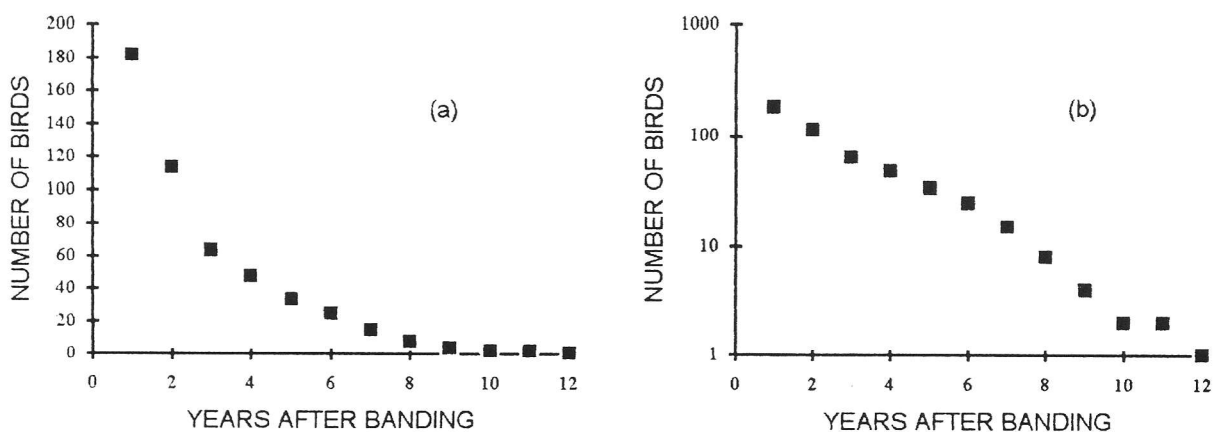 200
180
160
140
120
100
80
60
40
20
0
NUMBER OF BIRDS
(a)
0 2 4 6 8 10 12
YEARS AFTER BANDING
1000
100
10
1
NUMBER OF BIRDS
(b)
0 2 4 6 8 10 12
YEARS AFTER BANDING